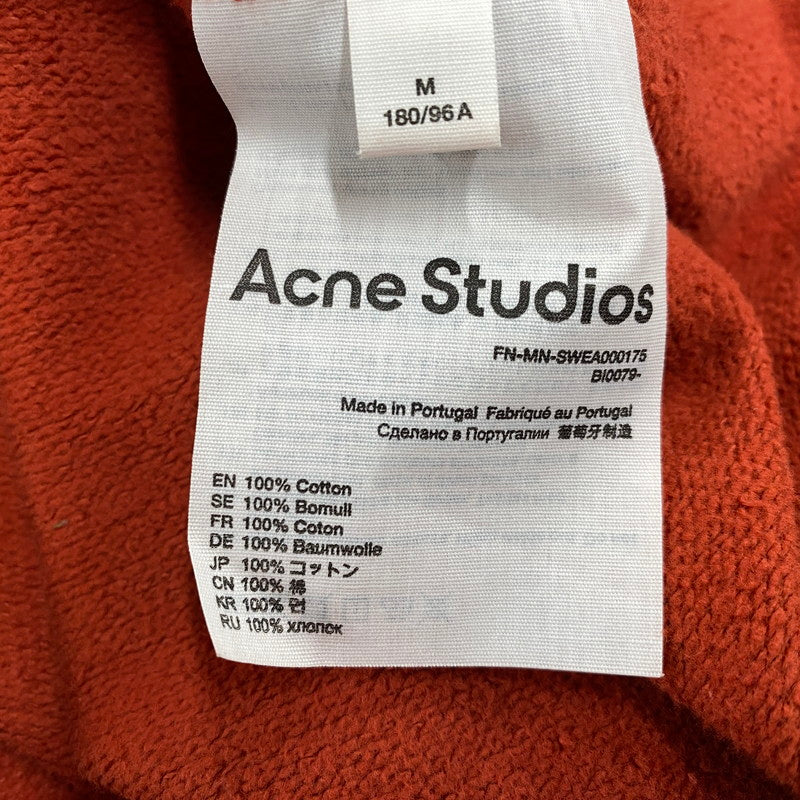 M
180/96A
Acne Studios
FN-MN-SWEA000175
BI0079-
Made in Portugal Fabriqué au Portugal
Сделано в Португалии 葡萄牙制造
EN 100% Cotton
SE 100% Bomull
FR 100% Coton
DE 100% Baumwolle
JP 100% コットン
CN 100% 棉
KR 100% 면
RU 100% хлопок